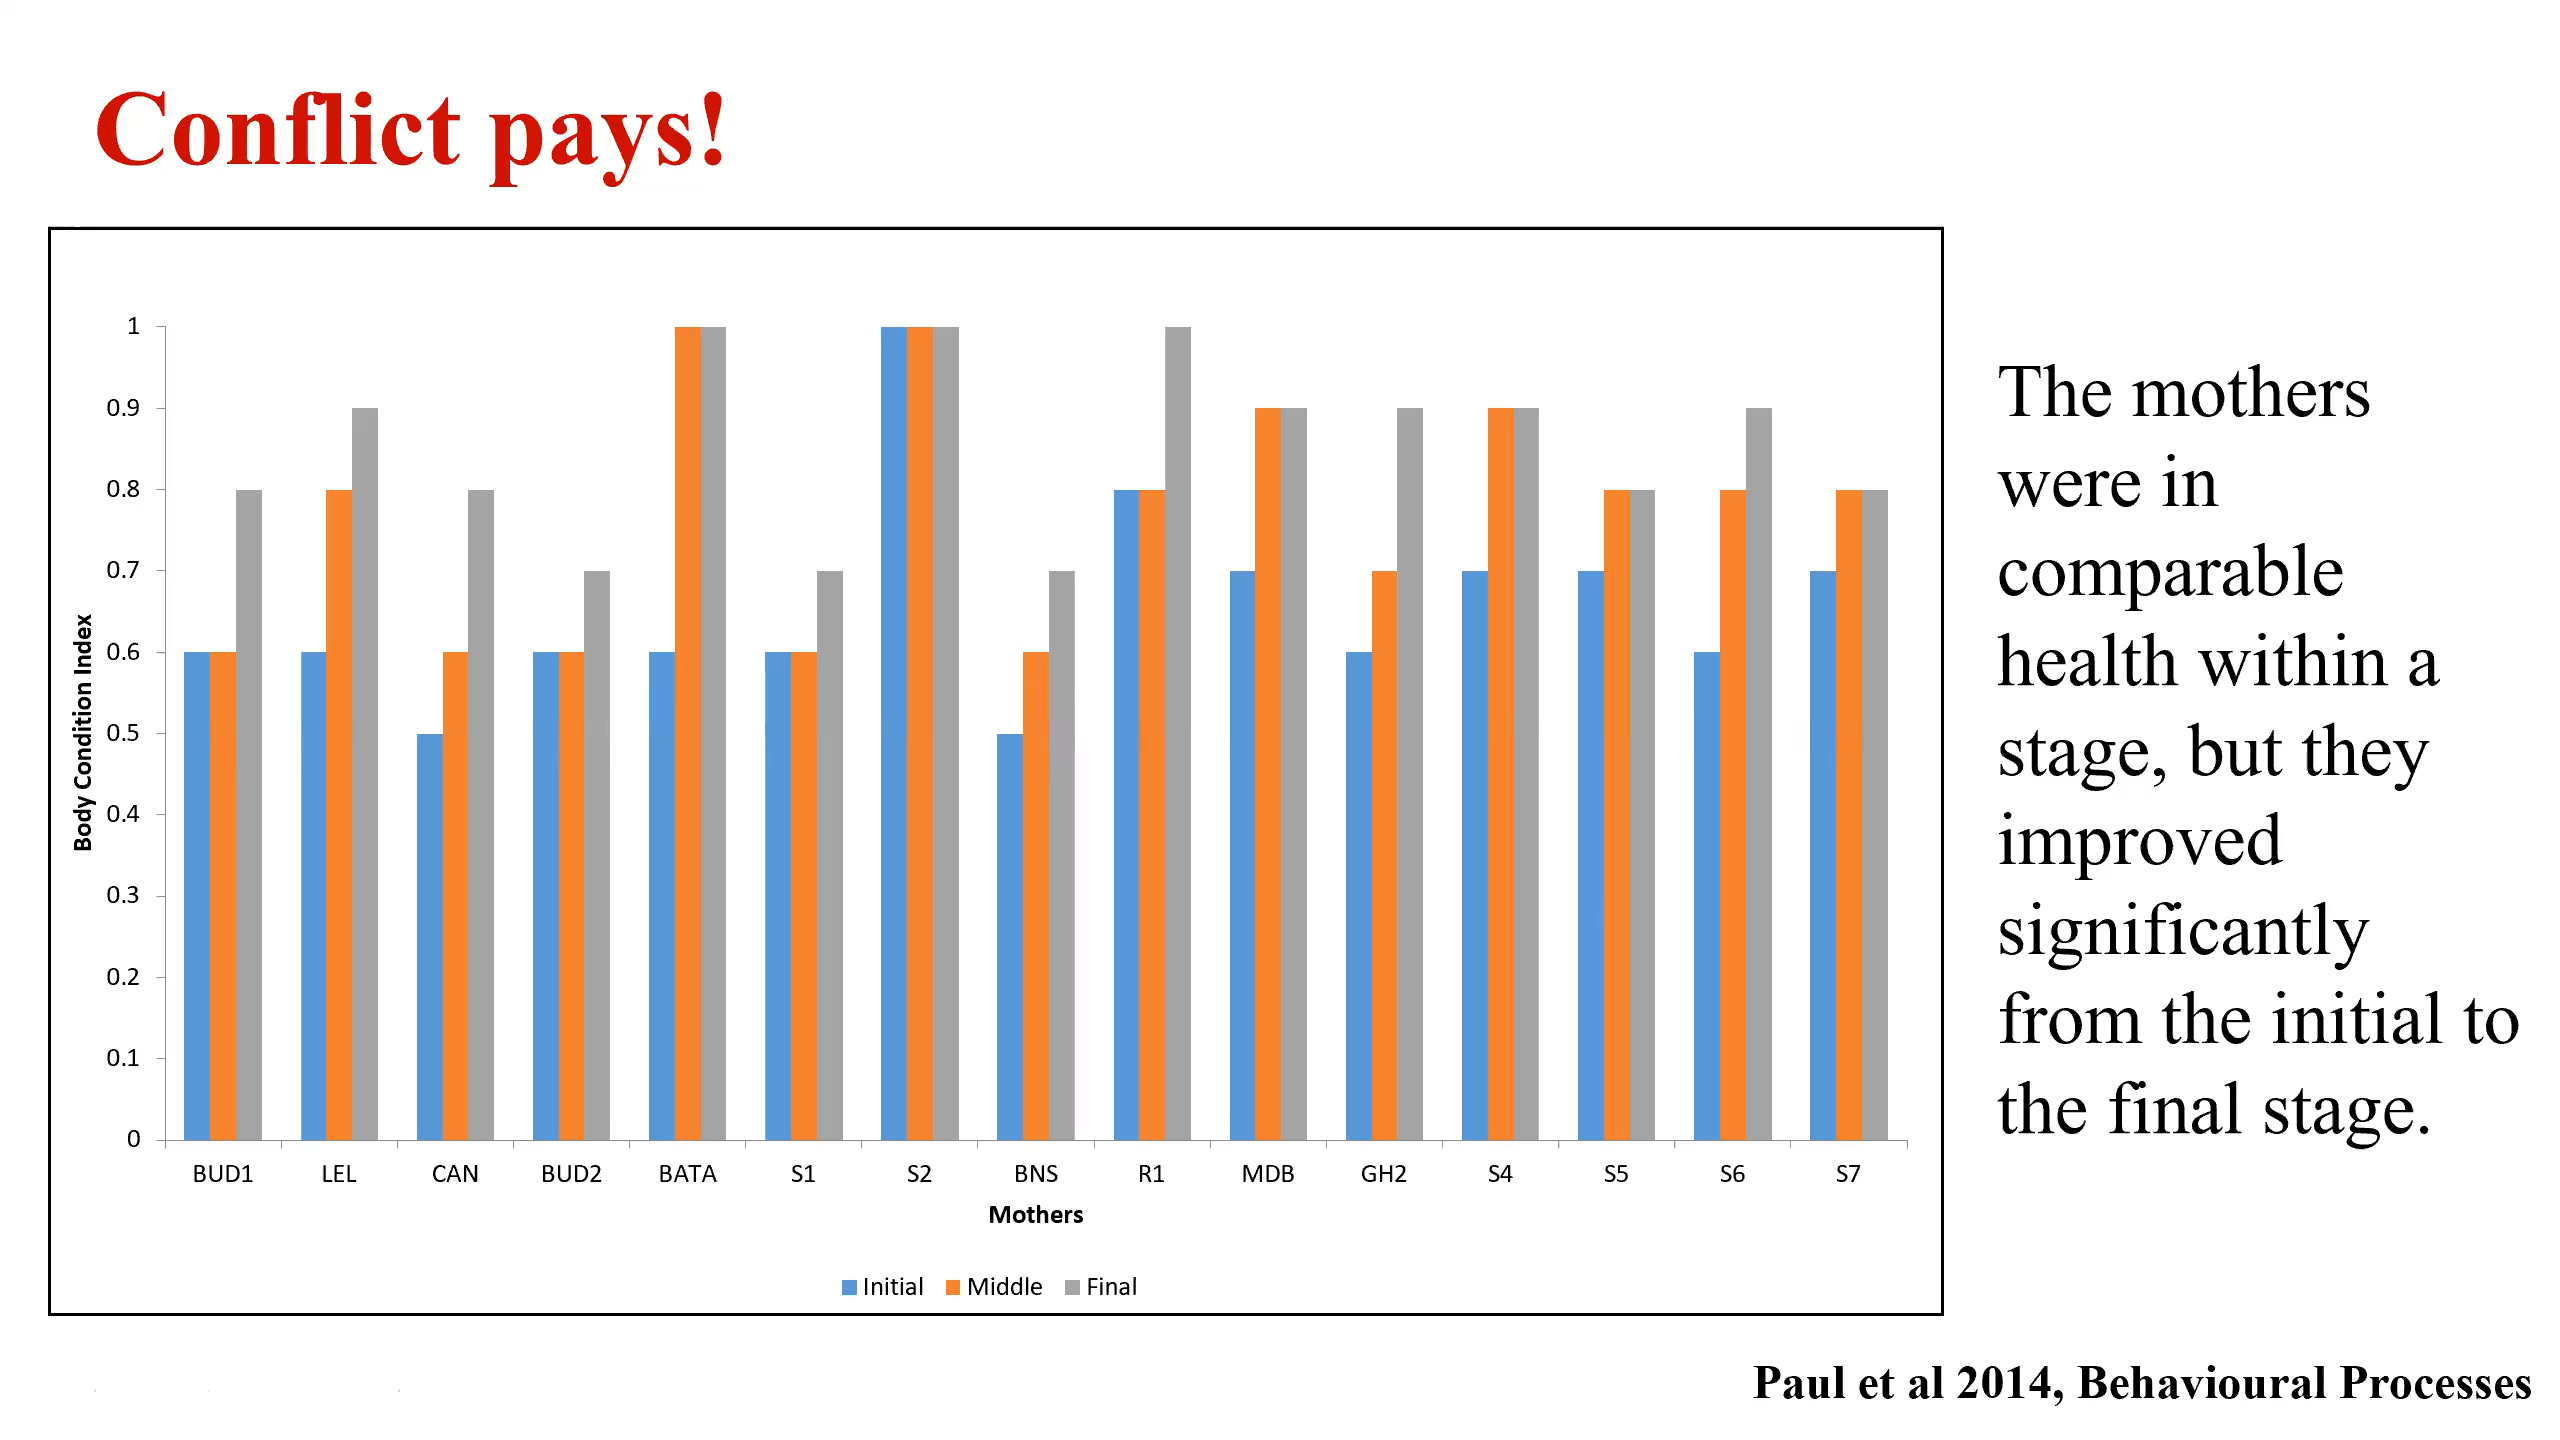 Conflict pays!
1
0.9
0.8
0.7
0.6
0.5
0.4
0.3
0.2
0.1
0
Body Condition Index
BUD1 LEL CAN BUD2 BATA S1 S2 BNS R1 MDB GH2 S4 S5 S6 S7
Mothers
Initial Middle Final
The mothers
were in
comparable
health within a
stage, but they
improved
significantly
from the initial to
the final stage.
Paul et al 2014, Behavioural Processes